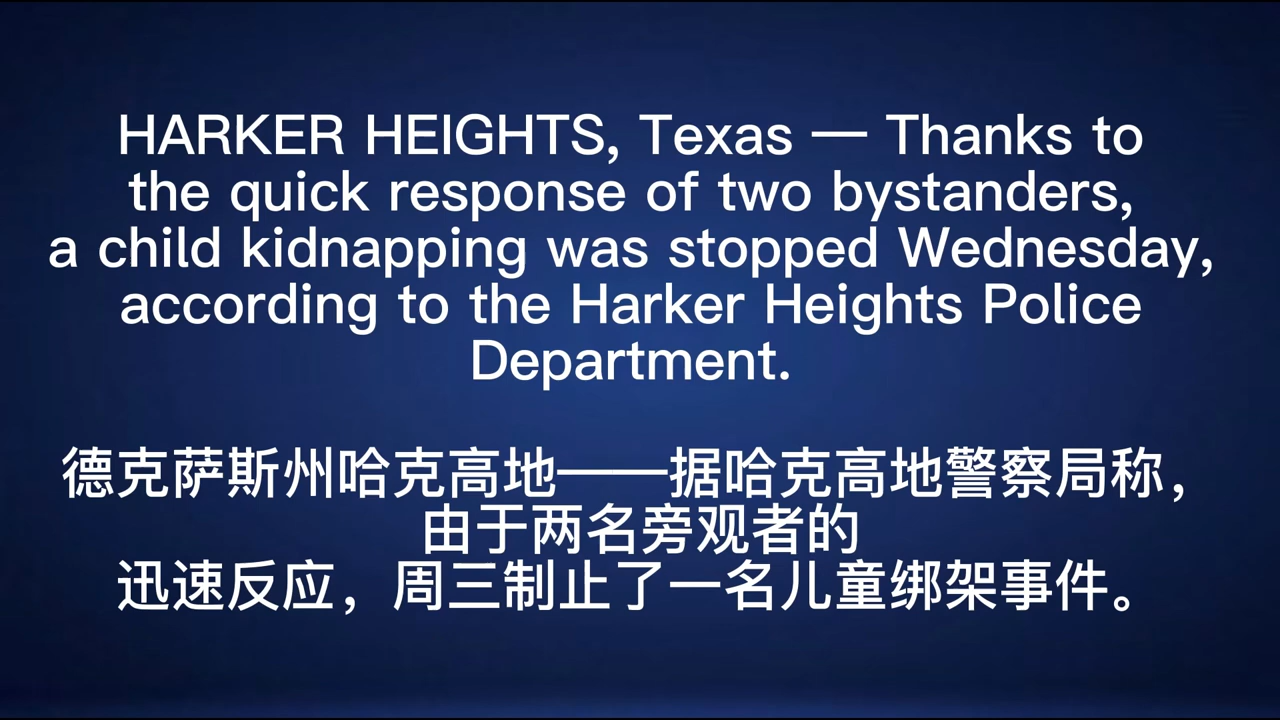 HARKER HEIGHTS, Texas — Thanks to
the quick response of two bystanders,
a child kidnapping was stopped Wednesday,
according to the Harker Heights Police
Department.
德克萨斯州哈克高地——据哈克高地警察局称，
由于两名旁观者的
迅速反应，周三制止了一名儿童绑架事件。